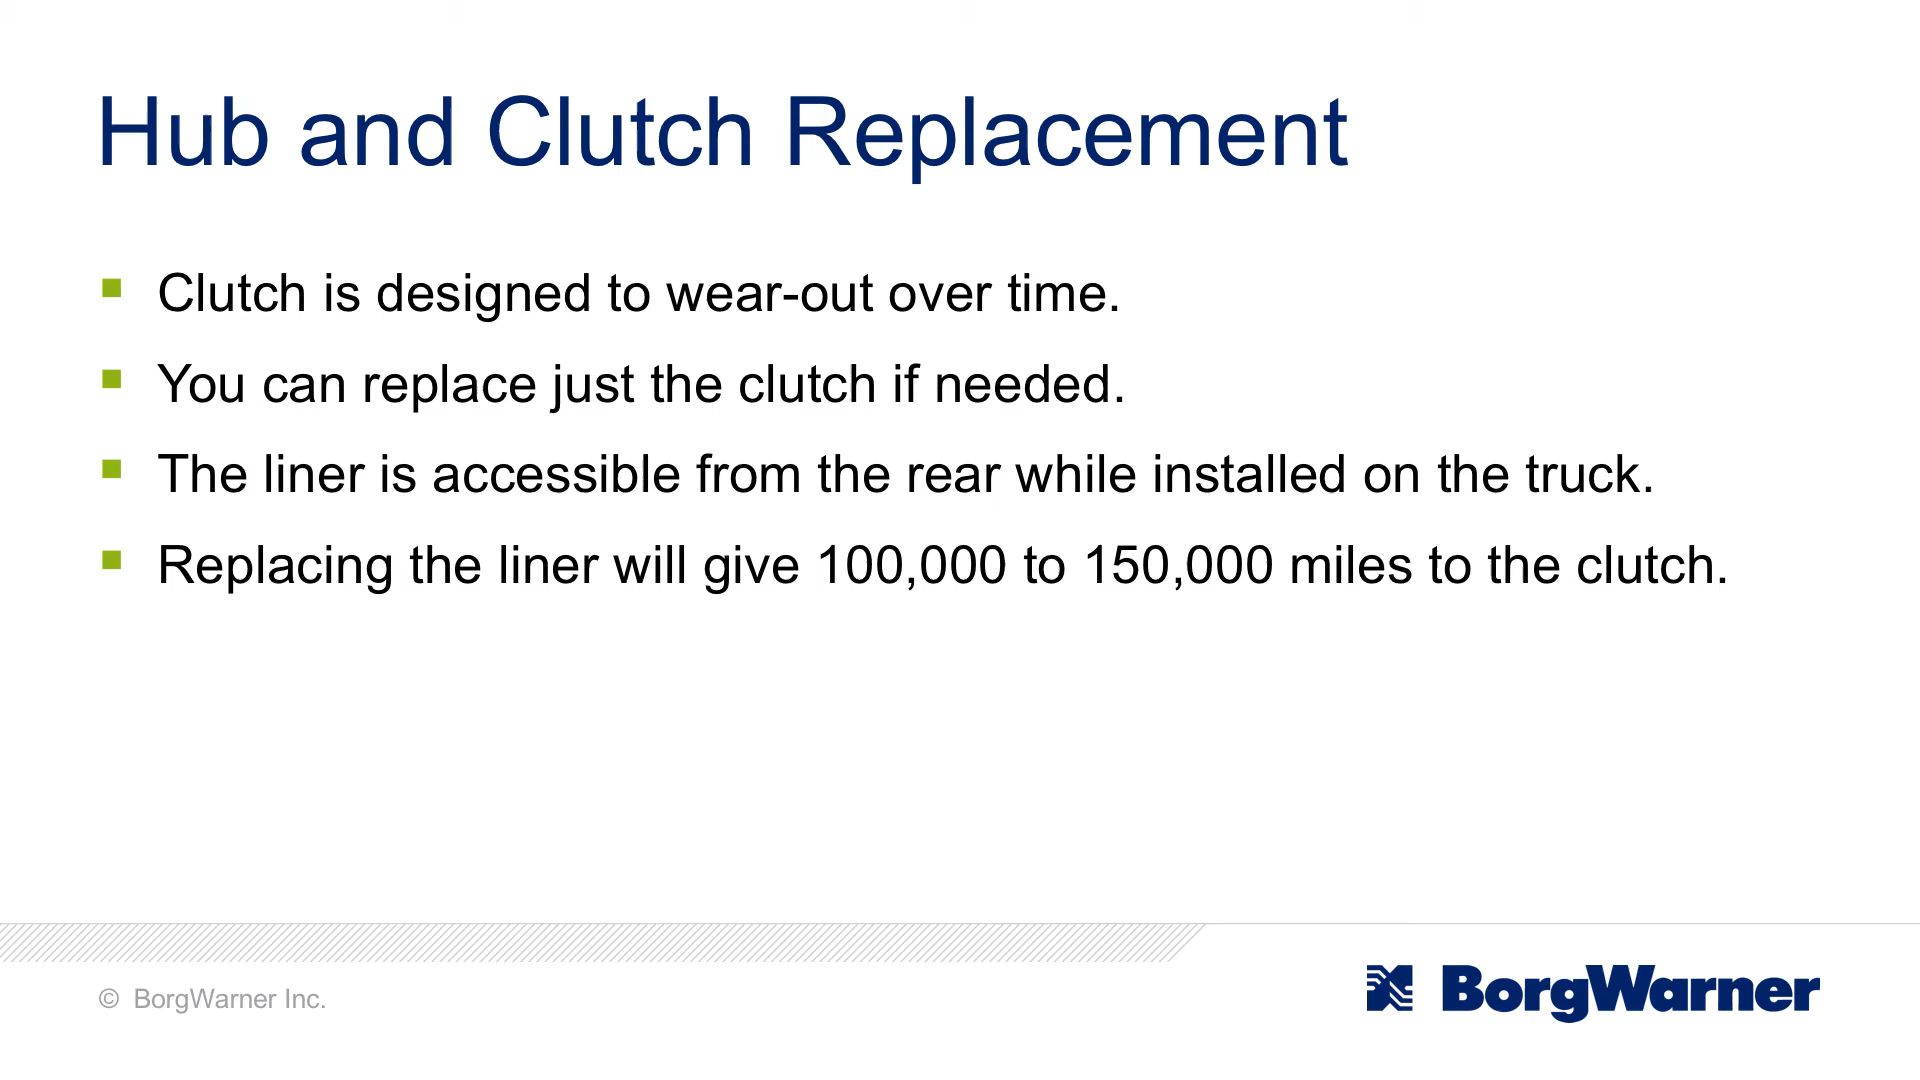 Hub and Clutch Replacement
Clutch is designed to wear-out over time.
You can replace just the clutch if needed.
The liner is accessible from the rear while installed on the truck.
Replacing the liner will give 100,000 to 150,000 miles to the clutch.
© BorgWarner Inc.
BorgWarner